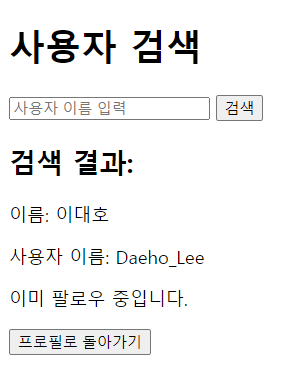 사용자 검색
사용자 이름 입력 검색
검색 결과:
이름: 이대호
사용자 이름: Daeho_Lee
이미 팔로우 중입니다.
프로필로 돌아가기